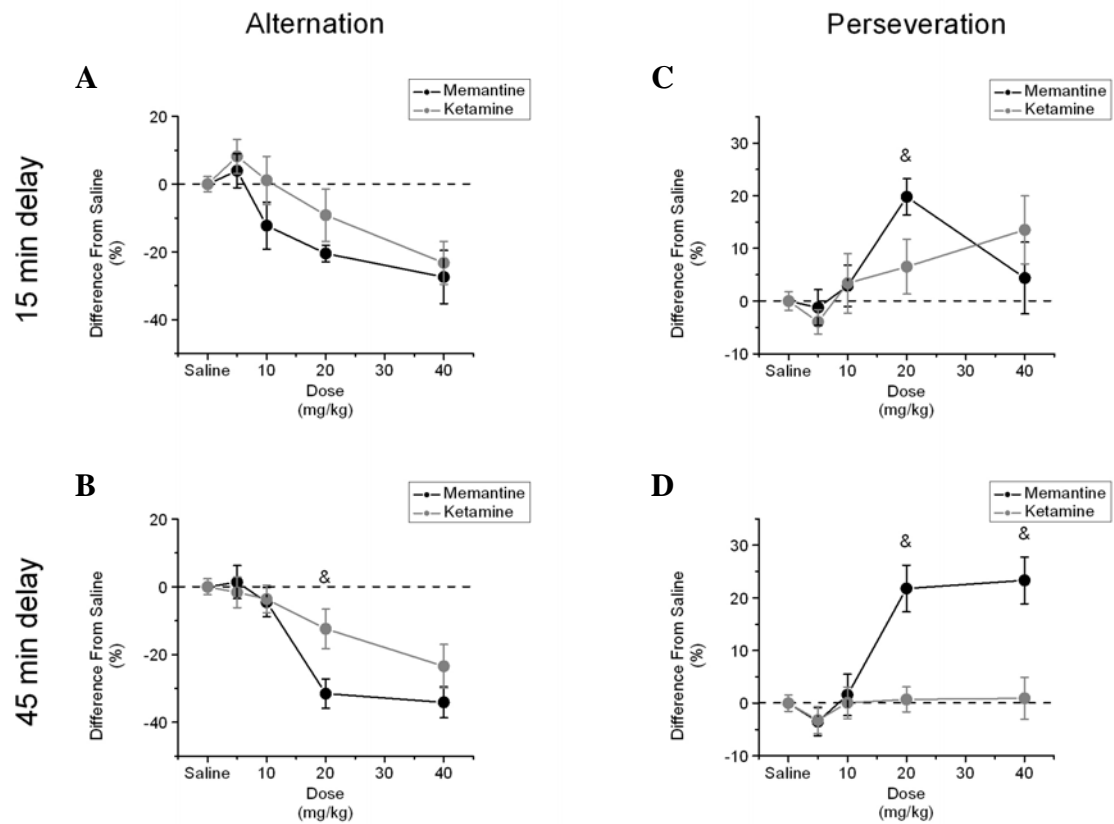 Alternation
Perseveration
15 min delay
45 min delay
A
Memantine
Ketamine
20
0
-20
-40
Difference From Saline
(%)
Saline 10 20 30 40
Dose
(mg/kg)
C
Memantine
Ketamine
&
30
20
10
0
-10
Difference From Saline
(%)
Saline 10 20 30 40
Dose
(mg/kg)
B
Memantine
Ketamine
&
20
0
-20
-40
Difference From Saline
(%)
Saline 10 20 30 40
Dose
(mg/kg)
D
Memantine
Ketamine
& &
30
20
10
0
-10
Difference From Saline
(%)
Saline 10 20 30 40
Dose
(mg/kg)